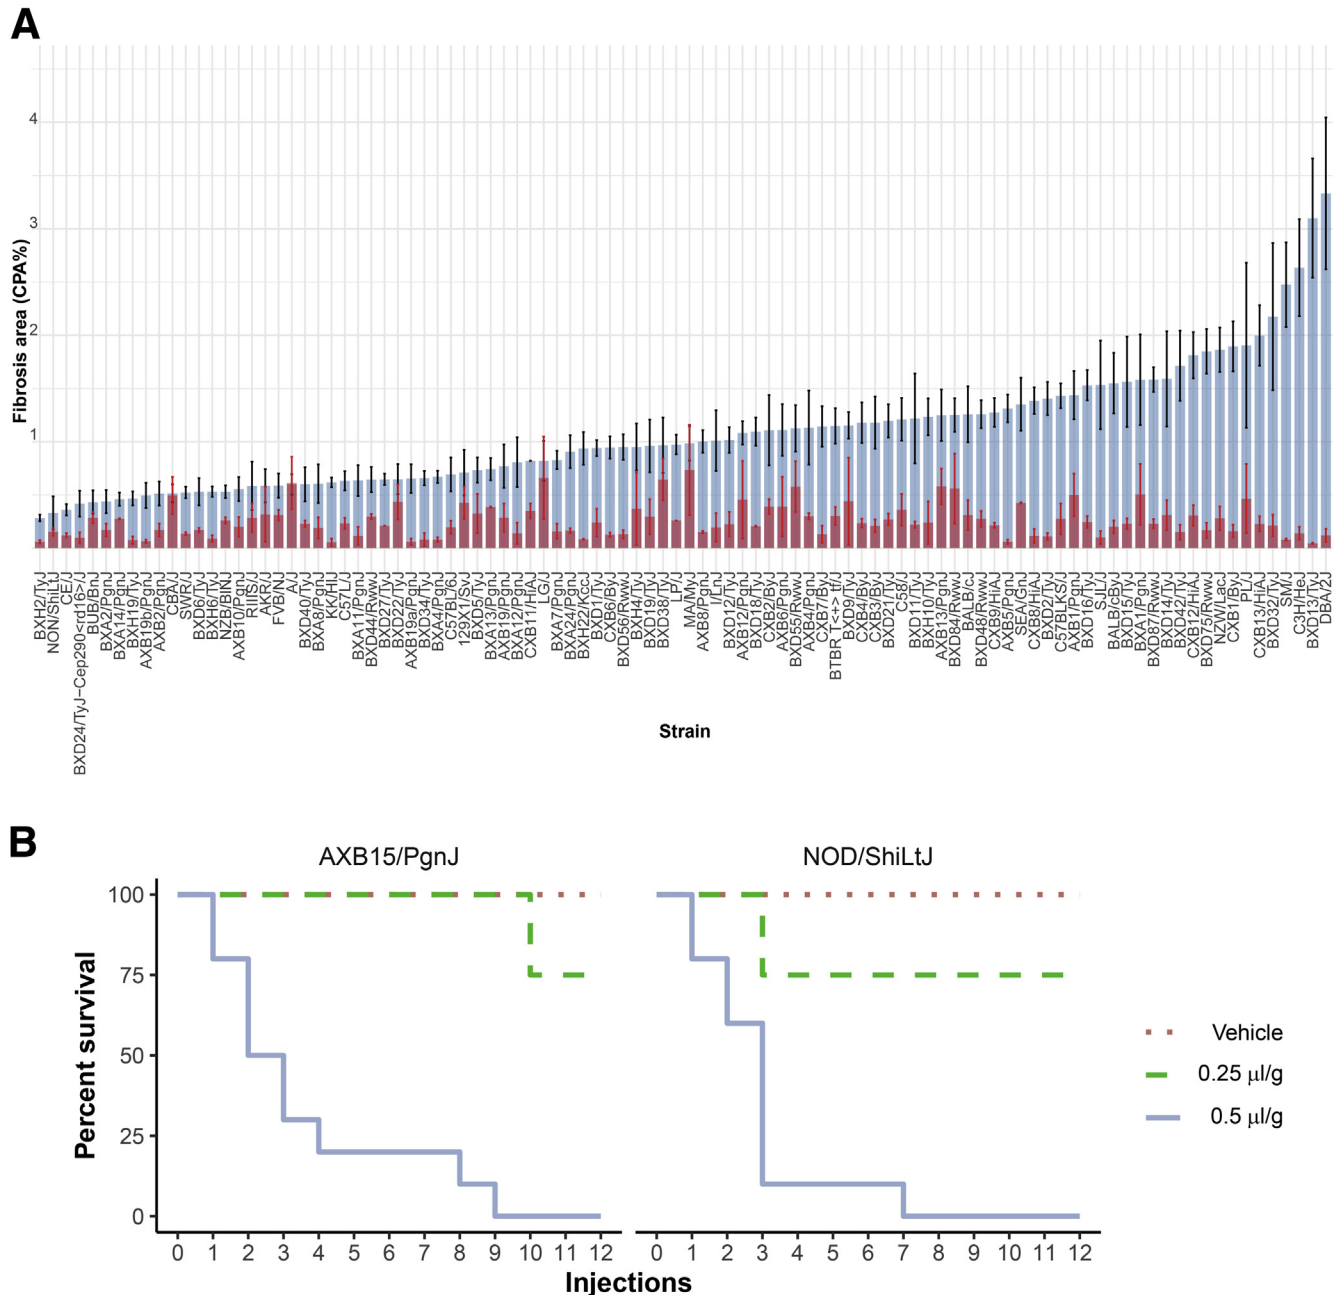 A
Fibrosis area (CPA%)
4
3
2
1
BXH2/TyJ
NON/ShiLtJ
CE/J
BXD24/TyJ−Cep290<rd16>/J
BUB/BnJ
BXA2/PgnJ
BXA14/PgnJ
BXH19/TyJ
AXB19b/PgnJ
AXB2/PgnJ
CBA/J
SWR/J
BXD6/TyJ
BXH6/TyJ
NZB/BINJ
AXB10/PgnJ
RIIIS/J
AKR/J
FVB/NJ
A/J
BXD40/TyJ
BXA8/PgnJ
KK/HIJ
C57L/J
BXA11/PgnJ
BXD44/RwwJ
BXD27/TyJ
BXD22/TyJ
AXB19a/PgnJ
BXD34/TyJ
BXA4/PgnJ
C57BL/6J
129X1/SvJ
BXD5/TyJ
BXA13/PgnJ
AXB19/PgnJ
BXA12/PgnJ
CXB11/HiAJ
LG/J
BXA7/PgnJ
BXA24/PgnJ
BXH22/KccJ
BXD1/TyJ
CXB6/ByJ
BXD56/RwwJ
BXH4/TyJ
BXD19/TyJ
BXD38/TyJ
LP/J
MA/MyJ
AXB8/PgnJ
I/LnJ
BXD12/TyJ
AXB12/PgnJ
BXD18/TyJ
CXB2/ByJ
AXB6/PgnJ
BXD55/RwwJ
AXB4/PgnJ
CXB7/ByJ
BTBR T<+> tf/J
BXD9/TyJ
CXB4/ByJ
CXB3/ByJ
BXD21/TyJ
C58/J
BXD11/TyJ
BXH10/TyJ
AXB13/PgnJ
BXD84/RwwJ
BALB/cJ
BXD48/RwwJ
CXB9/HiAJ
AXB5/PgnJ
SEA/GnJ
CXB8/HiAJ
BXD2/TyJ
C57BLKS/J
AXB1/PgnJ
BXD16/TyJ
SJL/J
BALB/cByJ
BXD15/TyJ
BXA1/PgnJ
BXD87/RwwJ
BXD14/TyJ
BXD42/TyJ
CXB12/HiAJ
BXD75/RwwJ
NZW/LacJ
CXB1/ByJ
PL/J
CXB13/HiAJ
BXD32/TyJ
SM/J
C3H/HeJ
BXD13/TyJ
DBA/2J
Strain
B
AXB15/PgnJ
NOD/ShiLtJ
Percent survival
100
75
50
25
0
0 1 2 3 4 5 6 7 8 9 10 11 12
0 1 2 3 4 5 6 7 8 9 10 11 12
Injections
Vehicle
0.25 µl/g
0.5 µl/g